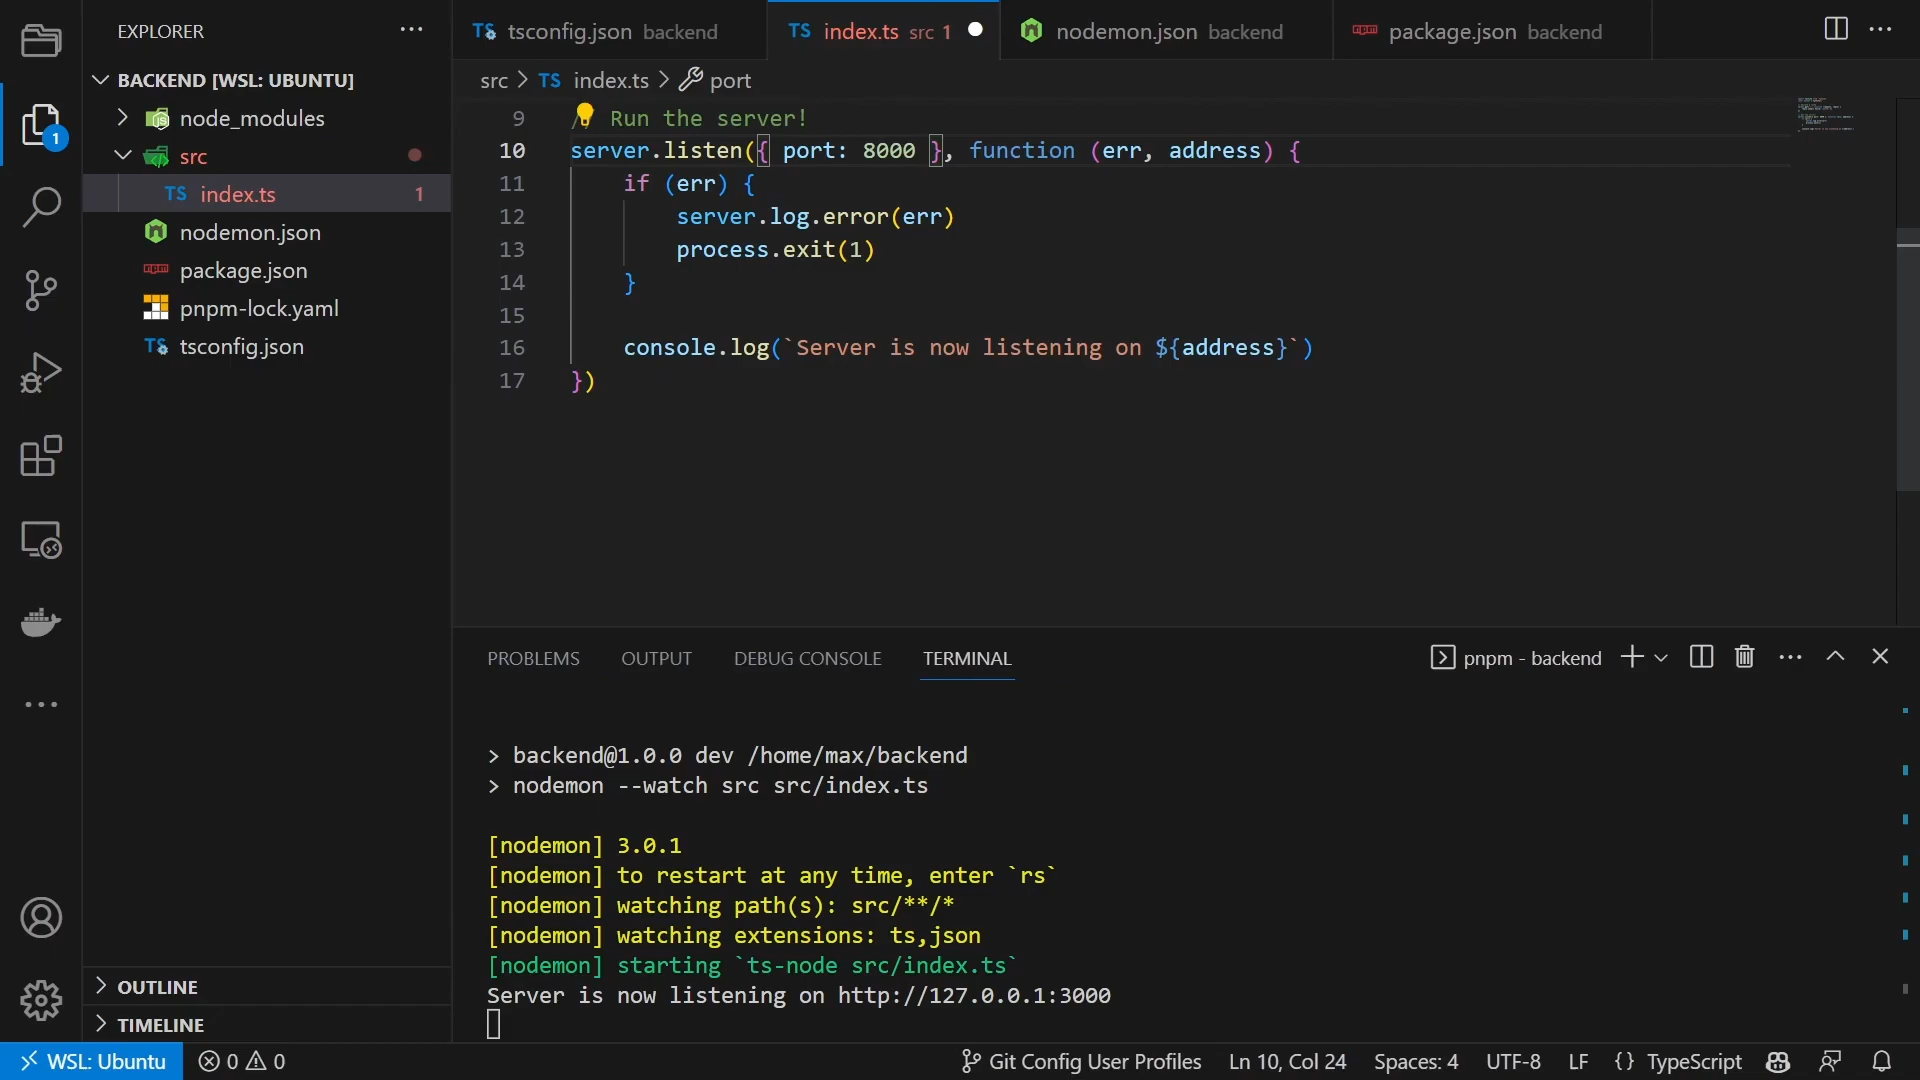 EXPLORER
BACKEND [WSL: UBUNTU]
node_modules
src
TS index.ts 1
nodemon.json
package.json
pnpm-lock.yaml
TS tsconfig.json
OUTLINE
TIMELINE
1
TS tsconfig.json backend
TS index.ts src 1
nodemon.json backend
npm package.json backend
src > TS index.ts > port
9 // Run the server!
10 server.listen({ port: 8000 }, function (err, address) {
11 if (err) {
12 server.log.error(err)
13 process.exit(1)
14 }
15
16 console.log(`Server is now listening on ${address}`)
17 })
PROBLEMS OUTPUT DEBUG CONSOLE TERMINAL
pnpm - backend
> backend@1.0.0 dev /home/max/backend
> nodemon --watch src src/index.ts
[nodemon] 3.0.1
[nodemon] to restart at any time, enter `rs`
[nodemon] watching path(s): src/**/*
[nodemon] watching extensions: ts,json
[nodemon] starting `ts-node src/index.ts`
Server is now listening on http://127.0.0.1:3000
WSL: Ubuntu 0 0 Git Config User Profiles Ln 10, Col 24 Spaces: 4 UTF-8 LF {} TypeScript